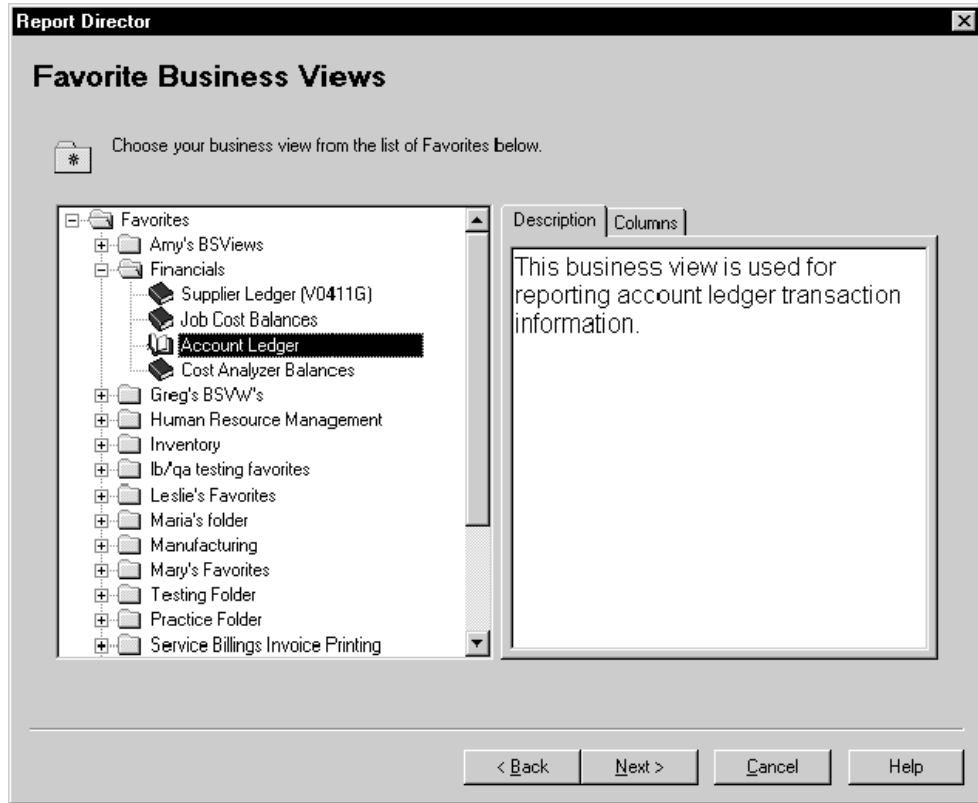 Report Director
Favorite Business Views
Choose your business view from the list of Favorites below.
Favorites
Amy's BSViews
Financials
Supplier Ledger (V0411G)
Job Cost Balances
Account Ledger
Cost Analyzer Balances
Greg's BSVW's
Human Resource Management
Inventory
lb/qa testing favorites
Leslie's Favorites
Maria's folder
Manufacturing
Mary's Favorites
Testing Folder
Practice Folder
Service Billings Invoice Printing
Description
Columns
This business view is used for
reporting account ledger transaction
information.
< Back
Next >
Cancel
Help